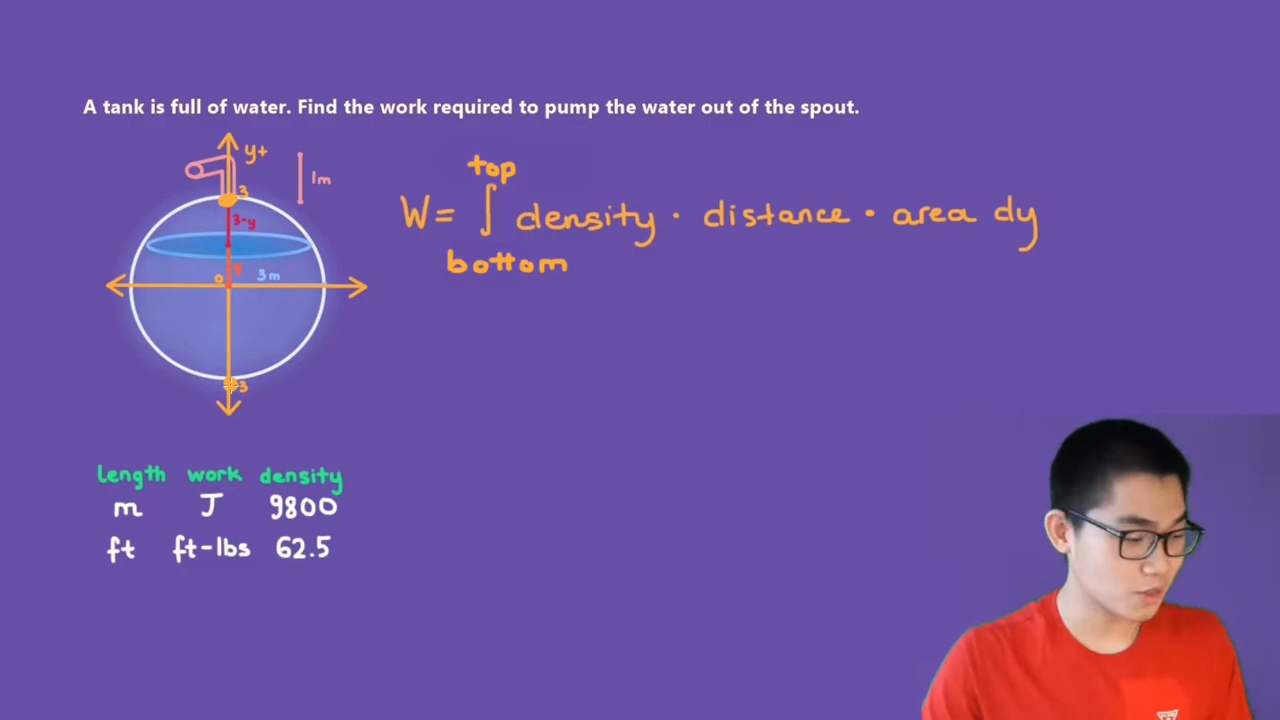 A tank is full of water. Find the work required to pump the water out of the spout.
y+
1m
3
3-y
y
0
3m
-3
top
W= ∫ density · distance · area dy
bottom
length work density
m J 9800
ft ft-lbs 62.5